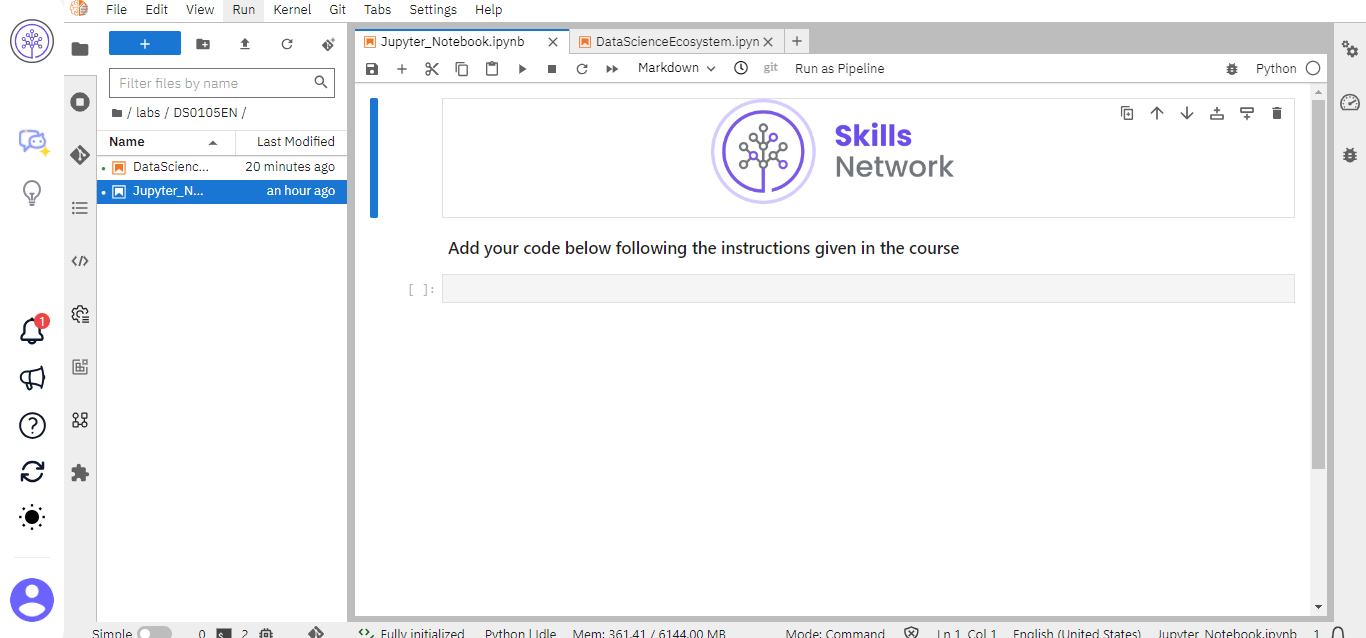 File Edit View Run Kernel Git Tabs Settings Help
Jupyter_Notebook.ipynb
DataScienceEcosystem.ipyn
Markdown
git
Run as Pipeline
Python
Filter files by name
/ labs / DS0105EN /
Name Last Modified
DataScienc... 20 minutes ago
Jupyter_N... an hour ago
Skills
Network
Add your code below following the instructions given in the course
[ ]:
1
Simple 0 2 Fully initialized Python | Idle Mem: 361.41 / 6144.00 MB Mode: Command Ln 1, Col 1 English (United States) Jupyter_Notebook.ipynb 1